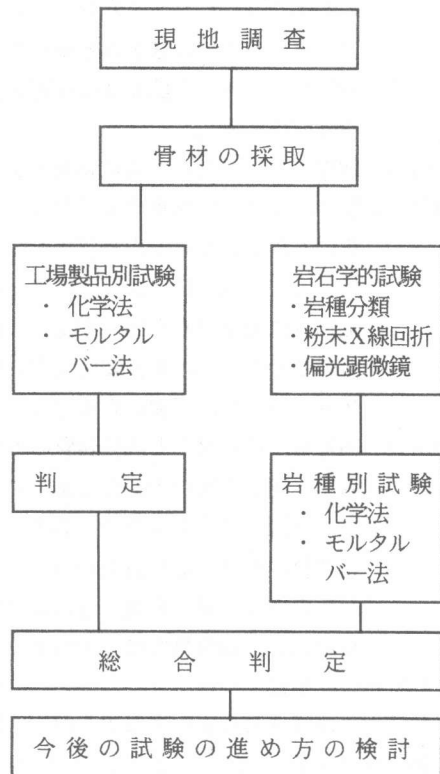 現地調査
骨材の採取
工場製品別試験
・ 化学法
・ モルタル
バー法
岩石学的試験
・岩種分類
・粉末X線回折
・偏光顕微鏡
判定
岩種別試験
・ 化学法
・ モルタル
バー法
総合判定
今後の試験の進め方の検討